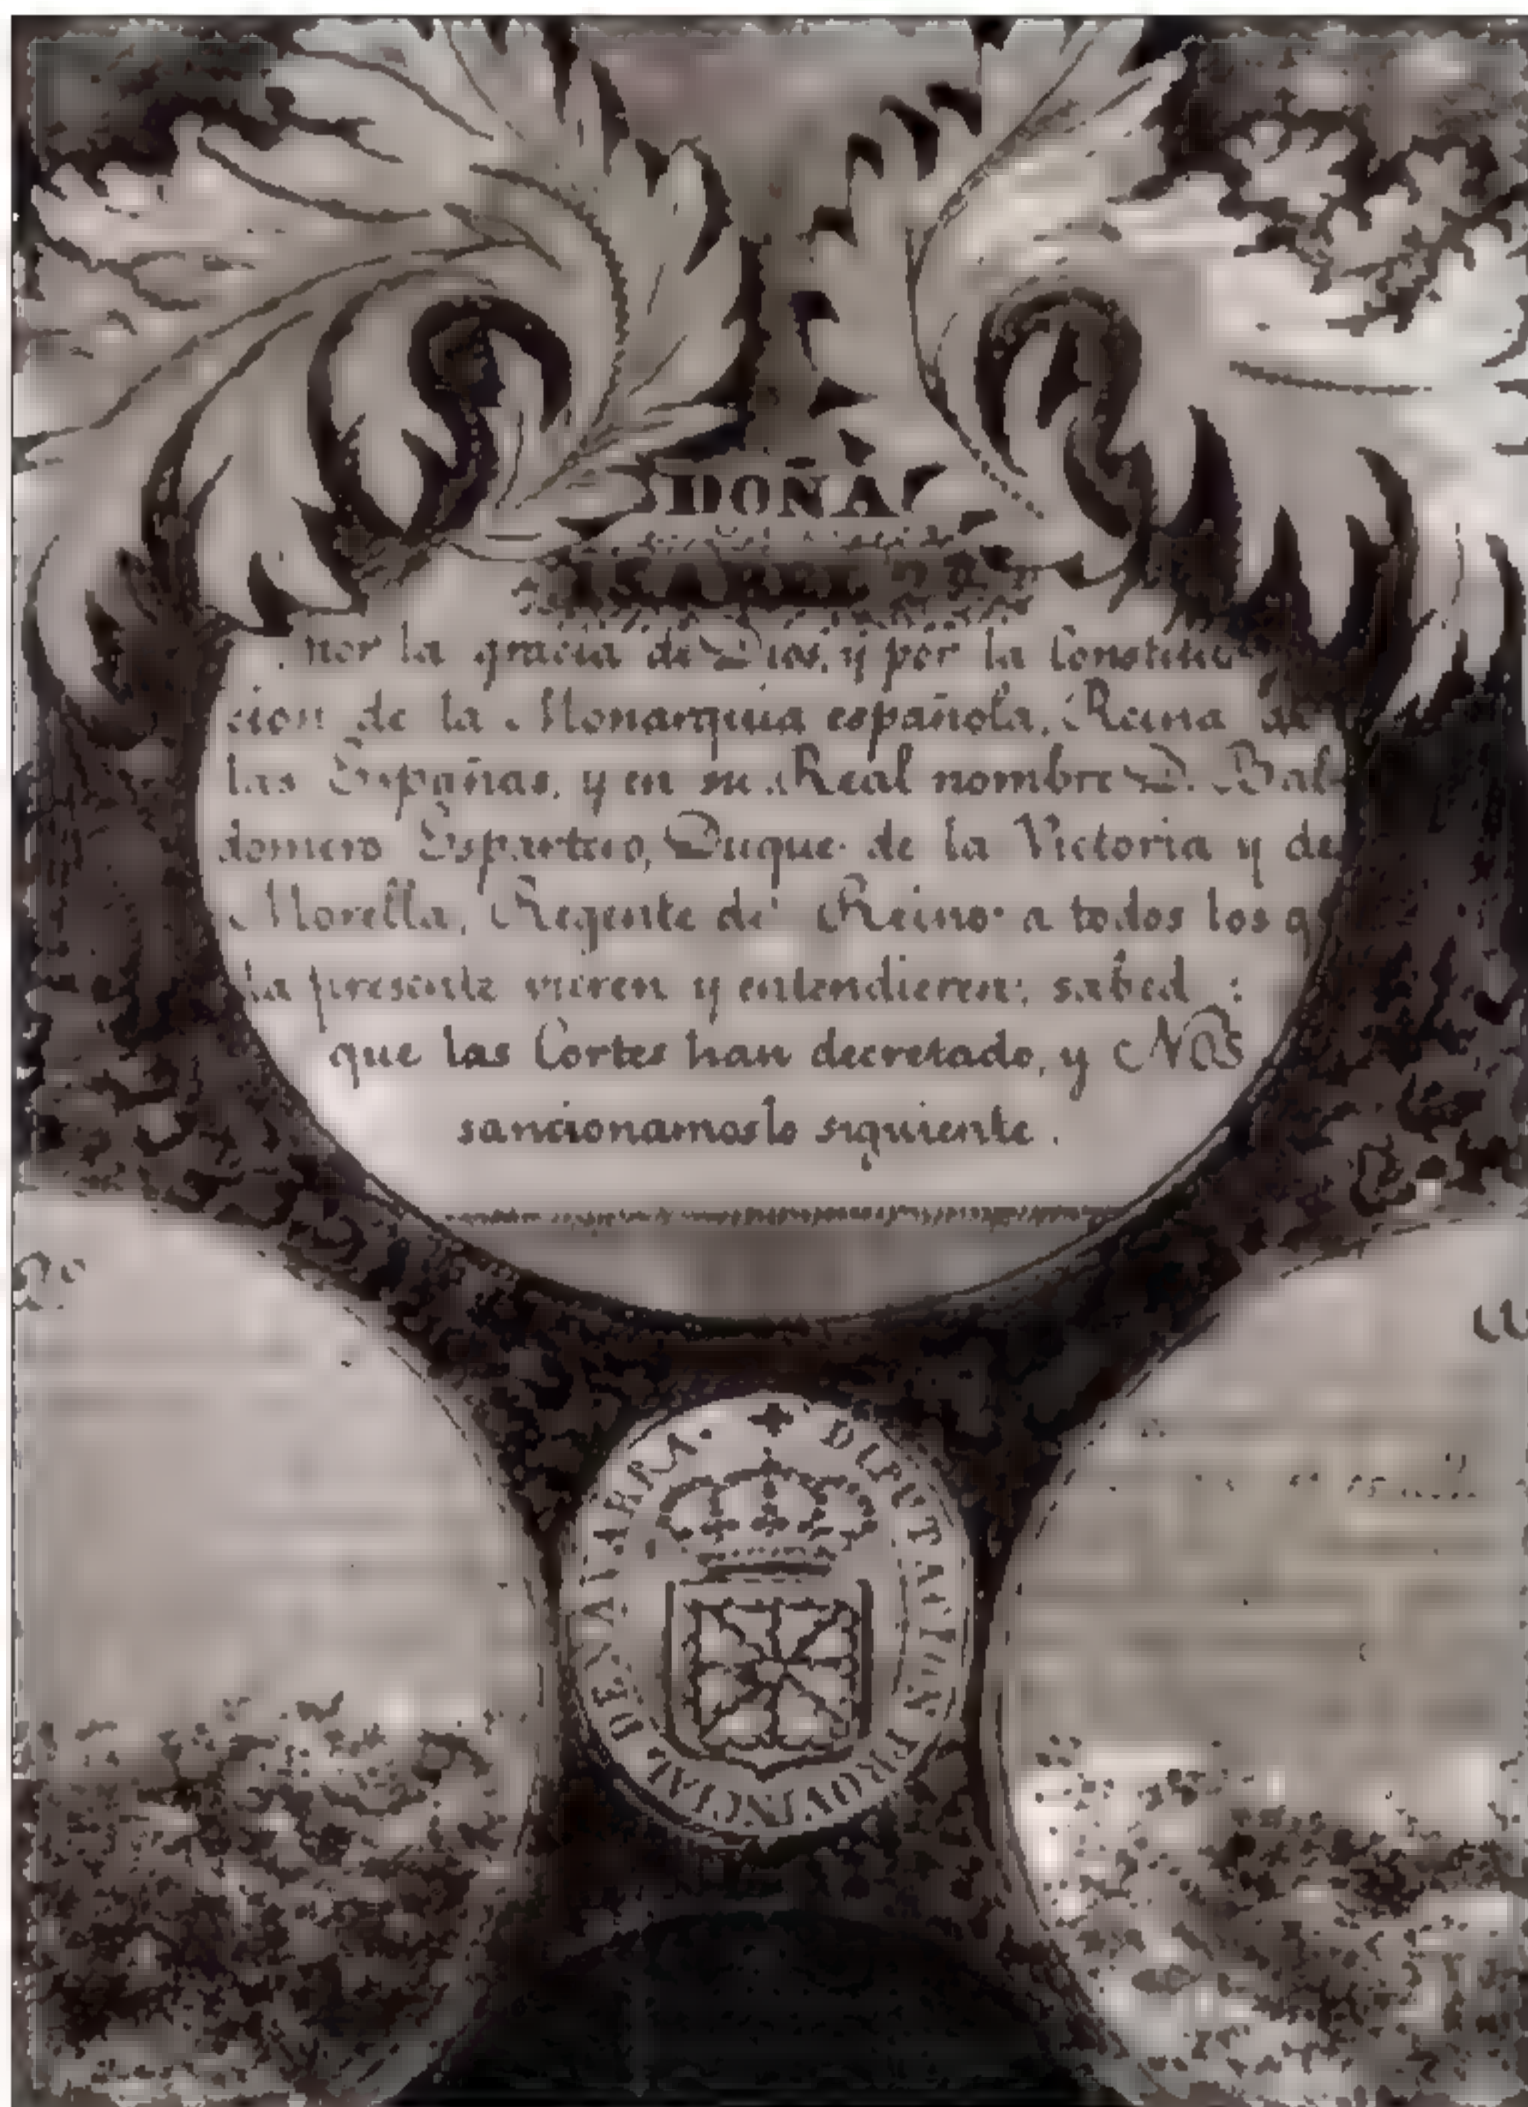 DOÑA
ISABEL 2ª
por la gracia de Dios, y por la Constitu
cion de la Monarquia española, Reina de
las Españas, y en su Real nombre D. Bal-
domero Espartero, Duque de la Victoria y de
Morella, Regente del Reino a todos los q
la presente vieren y entendieren; sabed :
que las Cortes han decretado, y NOS
sancionamos lo siguiente.
DIPUTACION PROVINCIAL DE NAVARRA.